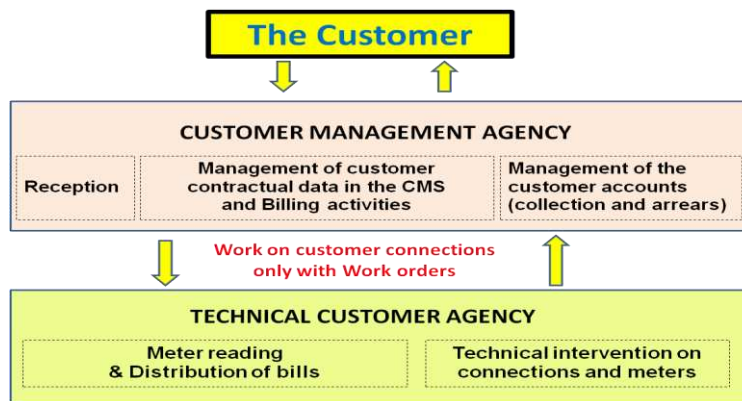 The Customer
CUSTOMER MANAGEMENT AGENCY
Reception
Management of customer
contractual data in the CMS
and Billing activities
Management of the
customer accounts
(collection and arrears)
Work on customer connections
only with Work orders
TECHNICAL CUSTOMER AGENCY
Meter reading
& Distribution of bills
Technical intervention on
connections and meters